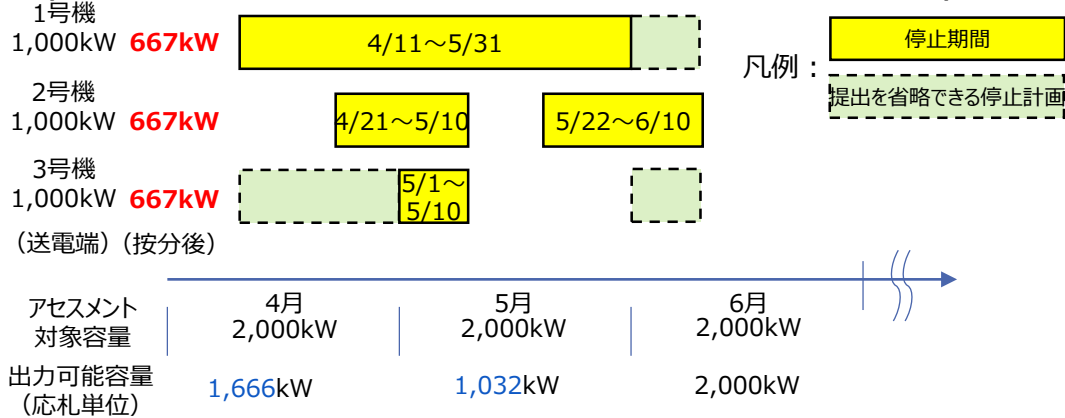 1号機
1,000kW 667kW
4/11～5/31
凡例：
停止期間
提出を省略できる停止計画
2号機
1,000kW 667kW
4/21～5/10
5/22～6/10
3号機
1,000kW 667kW
5/1～
5/10
（送電端）（按分後）
アセスメント
対象容量
4月
2,000kW
5月
2,000kW
6月
2,000kW
出力可能容量
（応札単位）
1,666kW
1,032kW
2,000kW